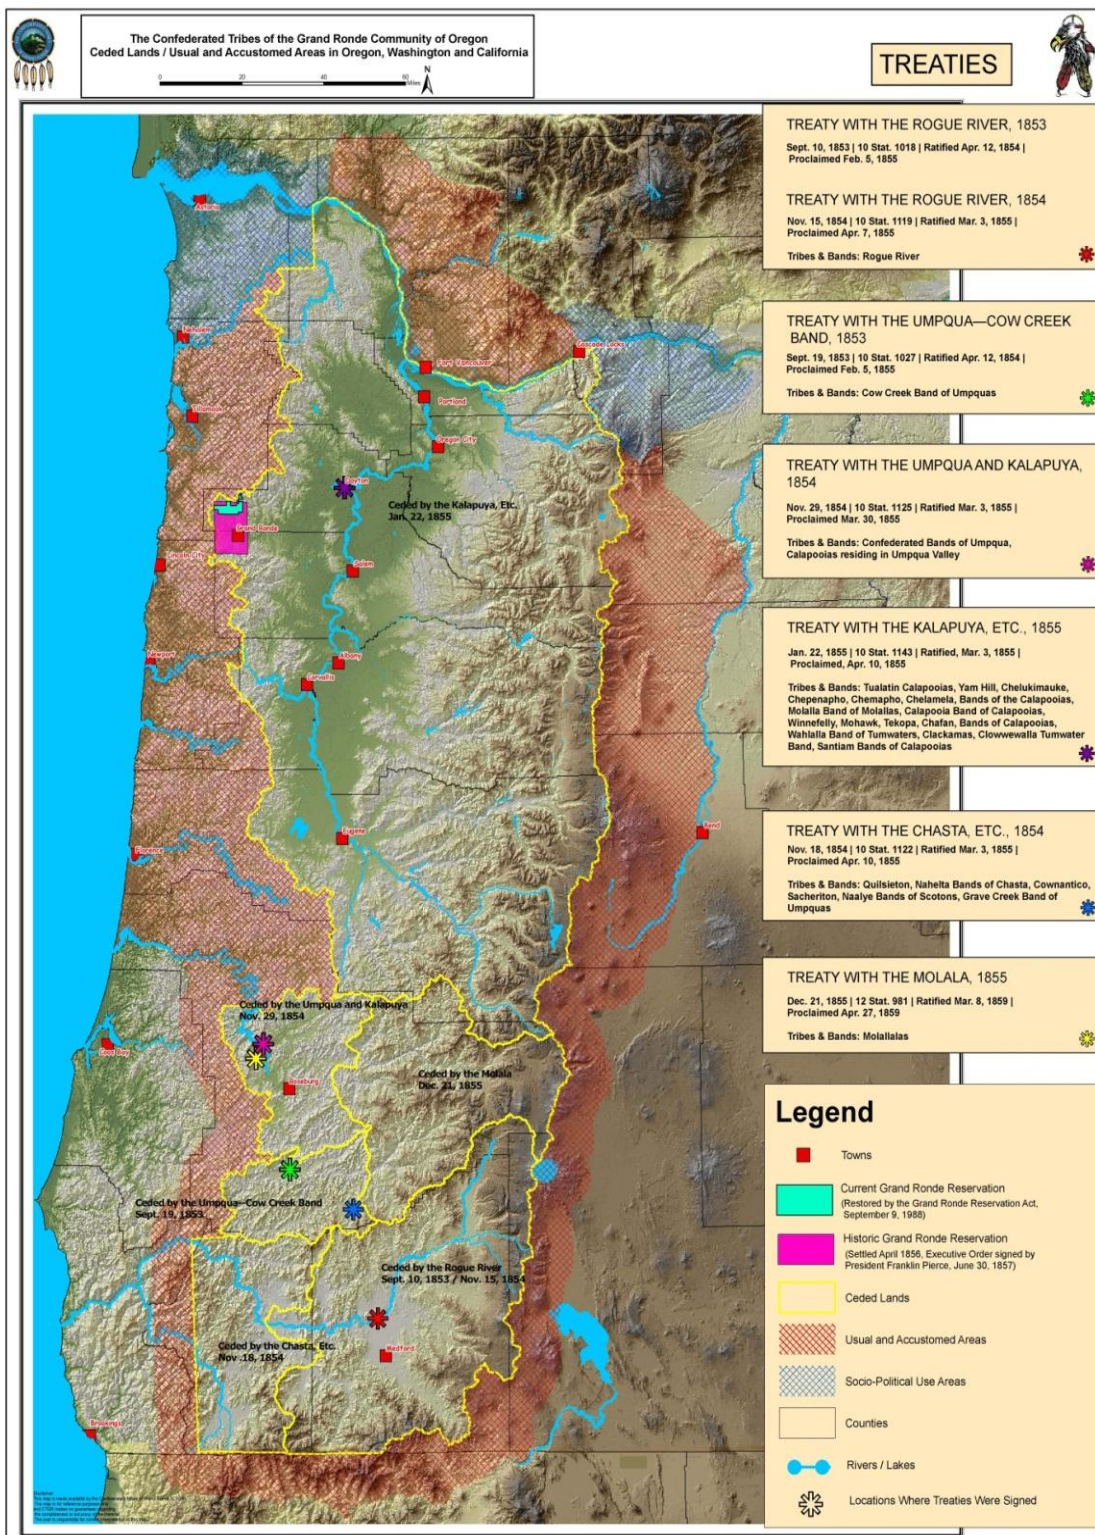 The Confederated Tribes of the Grand Ronde Community of Oregon
Ceded Lands / Usual and Accustomed Areas in Oregon, Washington and California
0 20 40 60
Miles
N
TREATIES
TREATY WITH THE ROGUE RIVER, 1853
Sept. 10, 1853 | 10 Stat. 1018 | Ratified Apr. 12, 1854 |
Proclaimed Feb. 5, 1855
TREATY WITH THE ROGUE RIVER, 1854
Nov. 15, 1854 | 10 Stat. 1119 | Ratified Mar. 3, 1855 |
Proclaimed Apr. 7, 1855
Tribes & Bands: Rogue River
TREATY WITH THE UMPQUA—COW CREEK
BAND, 1853
Sept. 19, 1853 | 10 Stat. 1027 | Ratified Apr. 12, 1854 |
Proclaimed Feb. 5, 1855
Tribes & Bands: Cow Creek Band of Umpquas
TREATY WITH THE UMPQUA AND KALAPUYA,
1854
Nov. 29, 1854 | 10 Stat. 1125 | Ratified Mar. 3, 1855 |
Proclaimed Mar. 30, 1855
Tribes & Bands: Confederated Bands of Umpqua,
Calapooias residing in Umpqua Valley
TREATY WITH THE KALAPUYA, ETC., 1855
Jan. 22, 1855 | 10 Stat. 1143 | Ratified, Mar. 3, 1855 |
Proclaimed, Apr. 10, 1855
Tribes & Bands: Tualatin Calapooias, Yam Hill, Chelukimauke,
Chepenapho, Chemapho, Chelamela, Bands of the Calapooias,
Molalla Band of Molallas, Calapooia Band of Calapooias,
Winnefelly, Mohawk, Tekopa, Chafan, Bands of Calapooias,
Wahlalla Band of Tumwaters, Clackamas, Clowwewalla Tumwater
Band, Santiam Bands of Calapooias
TREATY WITH THE CHASTA, ETC., 1854
Nov. 18, 1854 | 10 Stat. 1122 | Ratified Mar. 3, 1855 |
Proclaimed Apr. 10, 1855
Tribes & Bands: Quilsieton, Nahelta Bands of Chasta, Cownantico,
Sacheriton, Naalye Bands of Scotons, Grave Creek Band of
Umpquas
TREATY WITH THE MOLALA, 1855
Dec. 21, 1855 | 12 Stat. 981 | Ratified Mar. 8, 1859 |
Proclaimed Apr. 27, 1859
Tribes & Bands: Molallalas
Legend
Towns
Current Grand Ronde Reservation
(Restored by the Grand Ronde Reservation Act,
September 9, 1988)
Historic Grand Ronde Reservation
(Settled April 1856, Executive Order signed by
President Franklin Pierce, June 30, 1857)
Ceded Lands
Usual and Accustomed Areas
Socio-Political Use Areas
Counties
Rivers / Lakes
Locations Where Treaties Were Signed
Astoria
Nehalem
Cascade Locks
Fort Vancouver
Portland
Tillamook
Oregon City
Dayton
Ceded by the Kalapuya, Etc.
Jan. 22, 1855
Grand Ronde
Lincoln City
Salem
Newport
Albany
Corvallis
Eugene
Bend
Florence
Ceded by the Umpqua and Kalapuya
Nov. 29, 1854
Coos Bay
Ceded by the Molala
Dec. 21, 1855
Roseburg
Ceded by the Umpqua--Cow Creek Band
Sept. 19, 1853
Ceded by the Rogue River
Sept. 10, 1853 / Nov. 15, 1854
Ceded by the Chasta, Etc.
Nov .18, 1854
Medford
Brookings